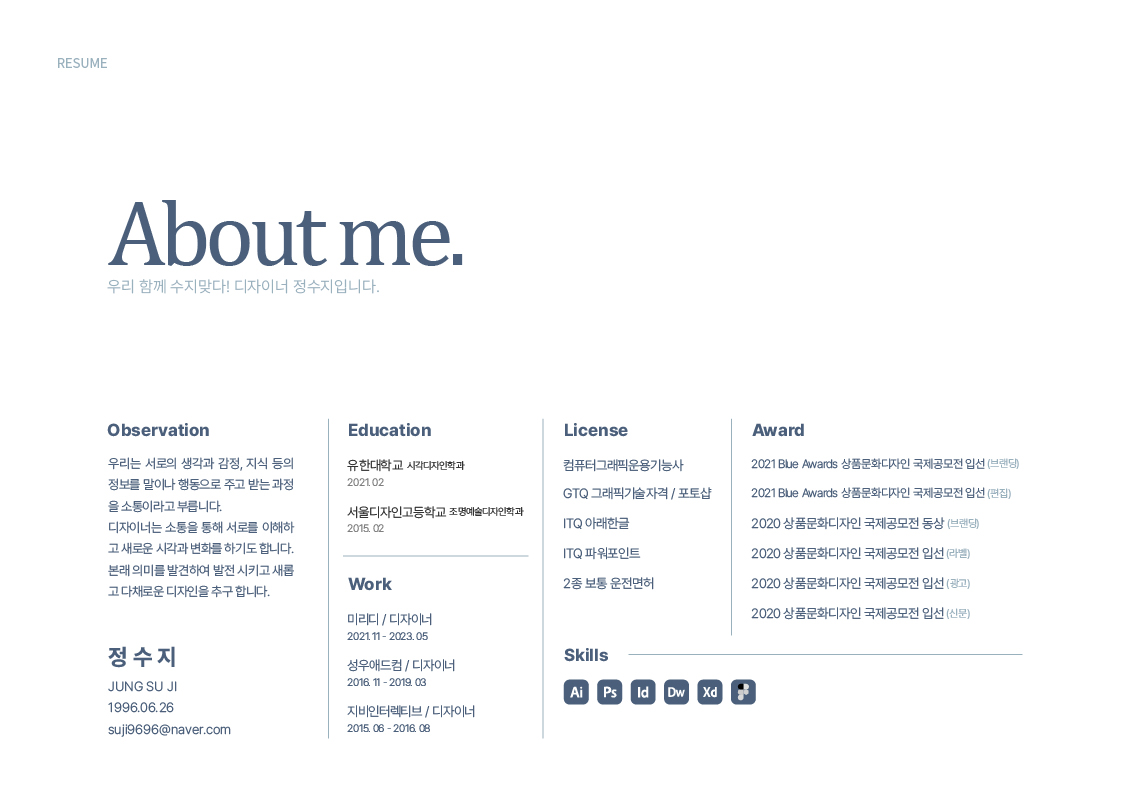 RESUME
About me.
우리 함께 수지맞다! 디자이너 정수지입니다.
Observation
우리는 서로의 생각과 감정, 지식 등의
정보를 말이나 행동으로 주고 받는 과정
을 소통이라고 부릅니다.
디자이너는 소통을 통해 서로를 이해하
고 새로운 시각과 변화를 하기도 합니다.
본래 의미를 발견하여 발전 시키고 새롭
고 다채로운 디자인을 추구 합니다.
정 수 지
JUNG SU JI
1996.06.26
suji9696@naver.com
Education
유한대학교 시각디자인학과
2021. 02
서울디자인고등학교 조명예술디자인학과
2015. 02
Work
미리디 / 디자이너
2021. 11 - 2023. 05
성우애드컴 / 디자이너
2016. 11 - 2019. 03
지비인터렉티브 / 디자이너
2015. 06 - 2016. 08
License
컴퓨터그래픽운용기능사
GTQ 그래픽기술자격 / 포토샵
ITQ 아래한글
ITQ 파워포인트
2종 보통 운전면허
Award
2021 Blue Awards 상품문화디자인 국제공모전 입선 (브랜딩)
2021 Blue Awards 상품문화디자인 국제공모전 입선 (편집)
2020 상품문화디자인 국제공모전 동상 (브랜딩)
2020 상품문화디자인 국제공모전 입선 (라벨)
2020 상품문화디자인 국제공모전 입선 (광고)
2020 상품문화디자인 국제공모전 입선 (신문)
Skills
Ai Ps Id Dw Xd